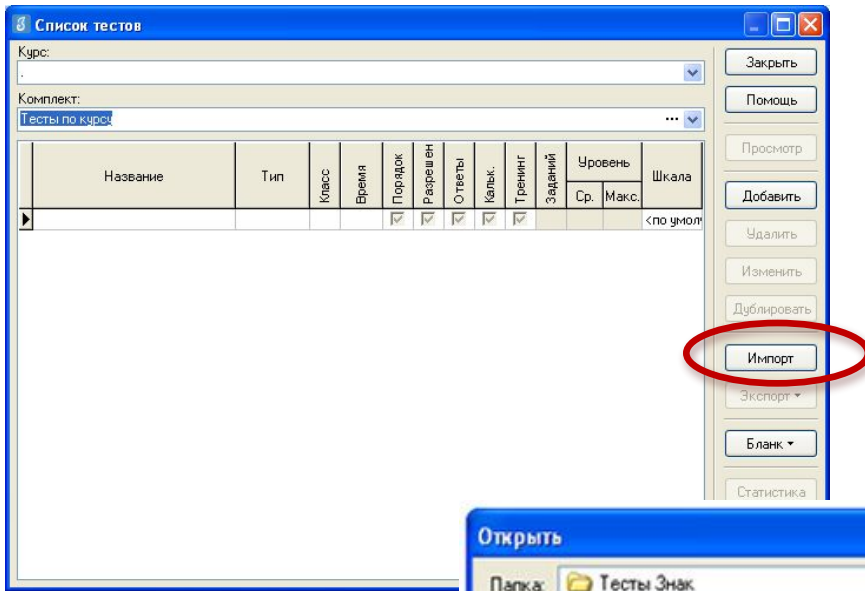 Список тестов
Курс:
.
Комплект:
Тесты по курсу ...
Название Тип Класс Время Порядок Разрешен Ответы Кальк. Тренинг Заданий Уровень Ср. Макс. Шкала
<по умол
Закрыть
Помощь
Просмотр
Добавить
Удалить
Изменить
Дублировать
Импорт
Экспорт
Бланк
Статистика
Открыть
Папка: Тесты Знак